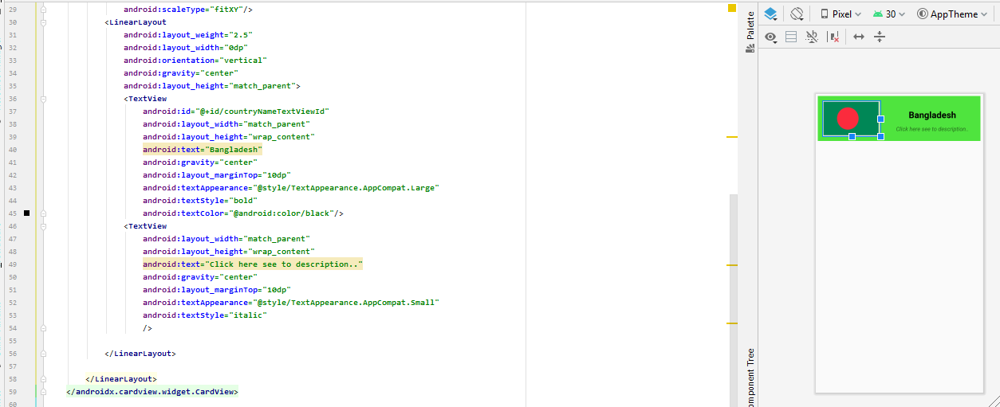 29 android:scaleType="fitXY"/>
30 <LinearLayout
31 android:layout_weight="2.5"
32 android:layout_width="0dp"
33 android:orientation="vertical"
34 android:gravity="center"
35 android:layout_height="match_parent">
36 <TextView
37 android:id="@+id/countryNameTextViewId"
38 android:layout_width="match_parent"
39 android:layout_height="wrap_content"
40 android:text="Bangladesh"
41 android:gravity="center"
42 android:layout_marginTop="10dp"
43 android:textAppearance="@style/TextAppearance.AppCompat.Large"
44 android:textStyle="bold"
45 android:textColor="@android:color/black"/>
46 <TextView
47 android:layout_width="match_parent"
48 android:layout_height="wrap_content"
49 android:text="Click here see to description.."
50 android:gravity="center"
51 android:layout_marginTop="10dp"
52 android:textAppearance="@style/TextAppearance.AppCompat.Small"
53 android:textStyle="italic"
54 />
55
56 </LinearLayout>
57
58 </LinearLayout>
59 </androidx.cardview.widget.CardView>
60
Palette
omponent Tree
Pixel 30 AppTheme
Bangladesh
Click here see to description..